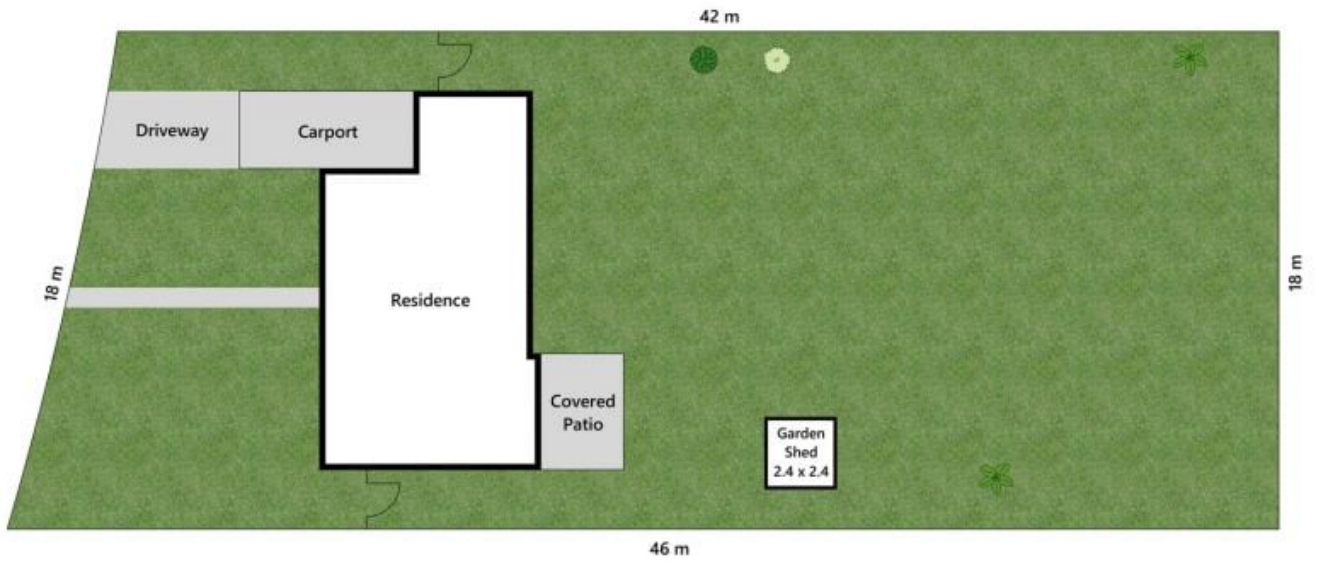 42 m
Driveway
Carport
18 m
Residence
18 m
Covered
Patio
Garden
Shed
2.4 x 2.4
46 m